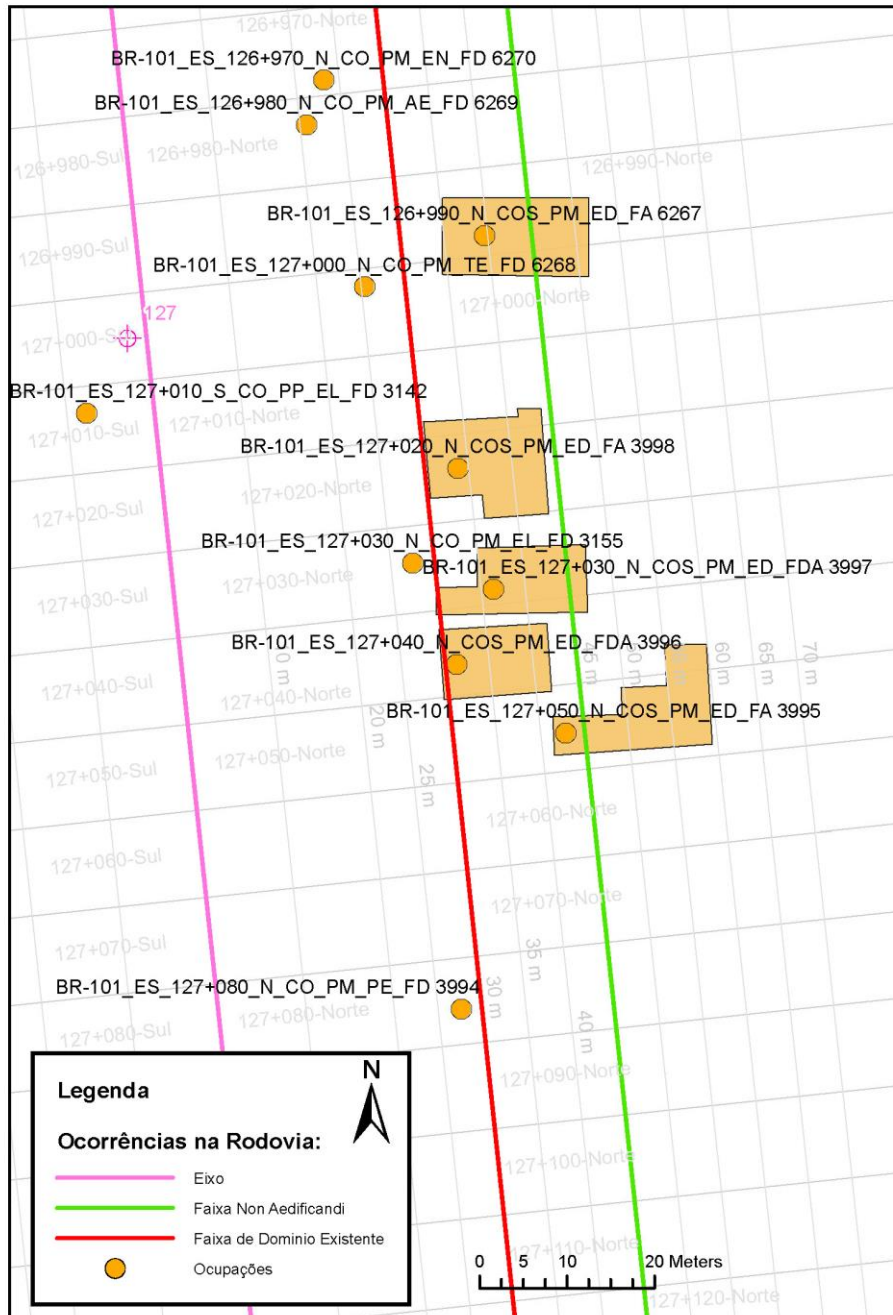 126+970-Norte
BR-101_ES_126+970_N_CO_PM_EN_FD 6270
BR-101_ES_126+980_N_CO_PM_AE_FD 6269
126+980-Sul
126+980-Norte
126+990-Norte
BR-101_ES_126+990_N_COS_PM_ED_FA 6267
126+990-Sul
BR-101_ES_127+000_N_CO_PM_TE_FD 6268
127+000-Norte
127
BR-101_ES_127+010_S_CO_PP_EL_FD 3142
127+010-Norte
127+010-Sul
BR-101_ES_127+020_N_COS_PM_ED_FA 3998
127+020-Norte
127+020-Sul
BR-101_ES_127+030_N_CO_PM_EL_FD 3155
BR-101_ES_127+030_N_COS_PM_ED_FDA 3997
127+030-Norte
127+030-Sul
BR-101_ES_127+040_N_COS_PM_ED_FDA 3996
45 m
60 m
65 m
70 m
127+040-Sul
127+040-Norte
BR-101_ES_127+050_N_COS_PM_ED_FA 3995
20 m
127+050-Sul
127+050-Norte
25 m
127+060-Norte
127+060-Sul
127+070-Norte
127+070-Sul
35 m
BR-101_ES_127+080_N_CO_PM_PE_FD 3994
30 m
127+080-Norte
127+080-Sul
40 m
127+090-Norte
127+100-Norte
127+110-Norte
127+120-Norte
N
Legenda
Ocorrências na Rodovia:
Eixo
Faixa Non Aedificandi
Faixa de Dominio Existente
Ocupações
0 5 10 20 Meters